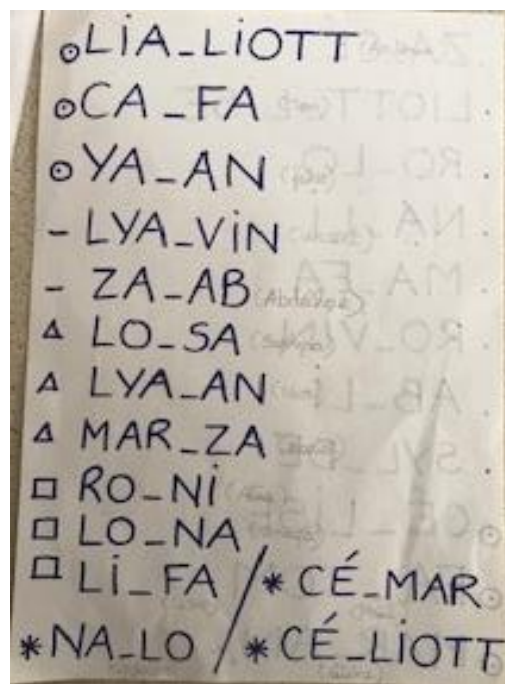 ⊙LiA_LiOTT
⊙CA_FA
⊙YA_AN
- LYA_ViN
- ZA_AB
△ LO_SA
△ LYA_AN
△ MAR_ZA
□ RO_Ni
□ LO_NA
□ Li_FA / * CÉ_MAR
*NA_LO / * CÉ_LiOTT